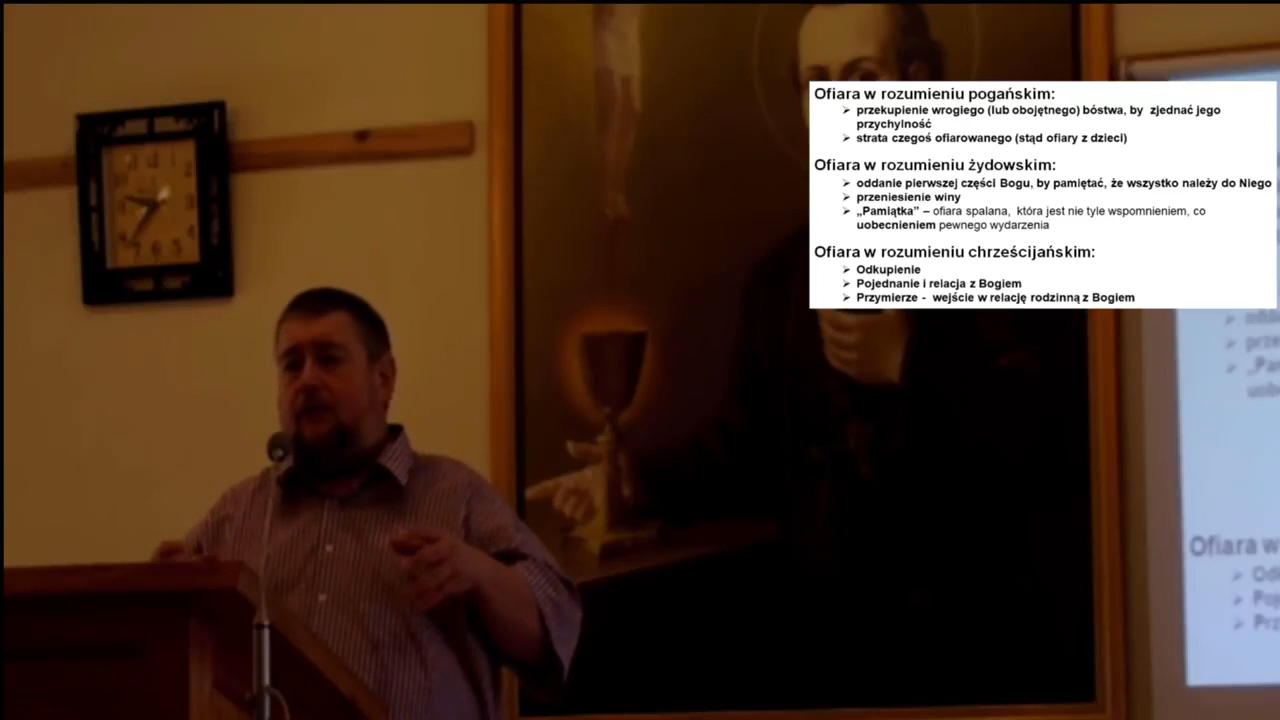 Ofiara w rozumieniu pogańskim:
➢ przekupienie wrogiego (lub obojętnego) bóstwa, by zjednać jego
przychylność
➢ strata czegoś ofiarowanego (stąd ofiary z dzieci)
Ofiara w rozumieniu żydowskim:
➢ oddanie pierwszej części Bogu, by pamiętać, że wszystko należy do Niego
➢ przeniesienie winy
➢ „Pamiątka” – ofiara spalana, która jest nie tyle wspomnieniem, co
uobecnieniem pewnego wydarzenia
Ofiara w rozumieniu chrześcijańskim:
➢ Odkupienie
➢ Pojednanie i relacja z Bogiem
➢ Przymierze - wejście w relację rodzinną z Bogiem
Ofiara w